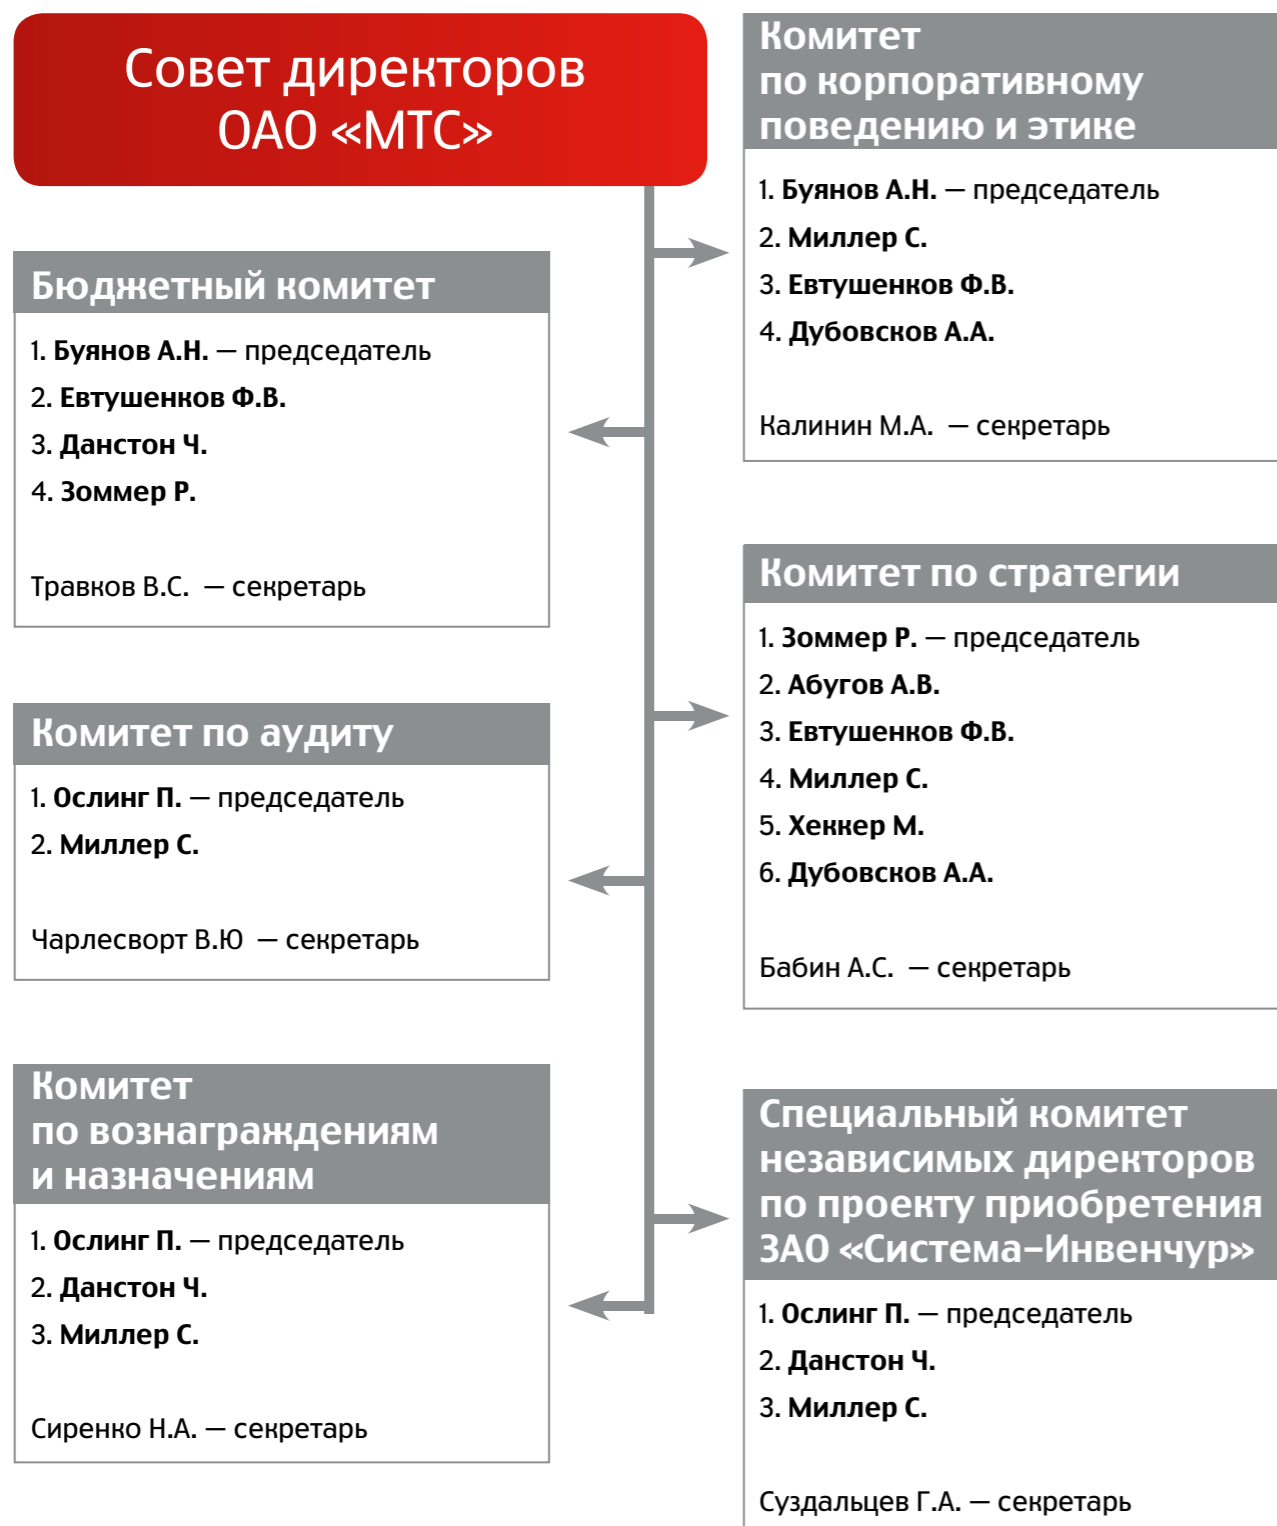 Совет директоров
ОАО «МТС»
Бюджетный комитет
1. Буянов А.Н. — председатель
2. Евтушенков Ф.В.
3. Данстон Ч.
4. Зоммер Р.
Травков В.С. — секретарь
Комитет по аудиту
1. Ослинг П. — председатель
2. Миллер С.
Чарлесворт В.Ю — секретарь
Комитет
по вознаграждениям
и назначениям
1. Ослинг П. — председатель
2. Данстон Ч.
3. Миллер С.
Сиренко Н.А. — секретарь
Комитет
по корпоративному
поведению и этике
1. Буянов А.Н. — председатель
2. Миллер С.
3. Евтушенков Ф.В.
4. Дубовсков А.А.
Калинин М.А. — секретарь
Комитет по стратегии
1. Зоммер Р. — председатель
2. Абугов А.В.
3. Евтушенков Ф.В.
4. Миллер С.
5. Хеккер М.
6. Дубовсков А.А.
Бабин А.С. — секретарь
Специальный комитет
независимых директоров
по проекту приобретения
ЗАО «Система-Инвенчур»
1. Ослинг П. — председатель
2. Данстон Ч.
3. Миллер С.
Суздальцев Г.А. — секретарь